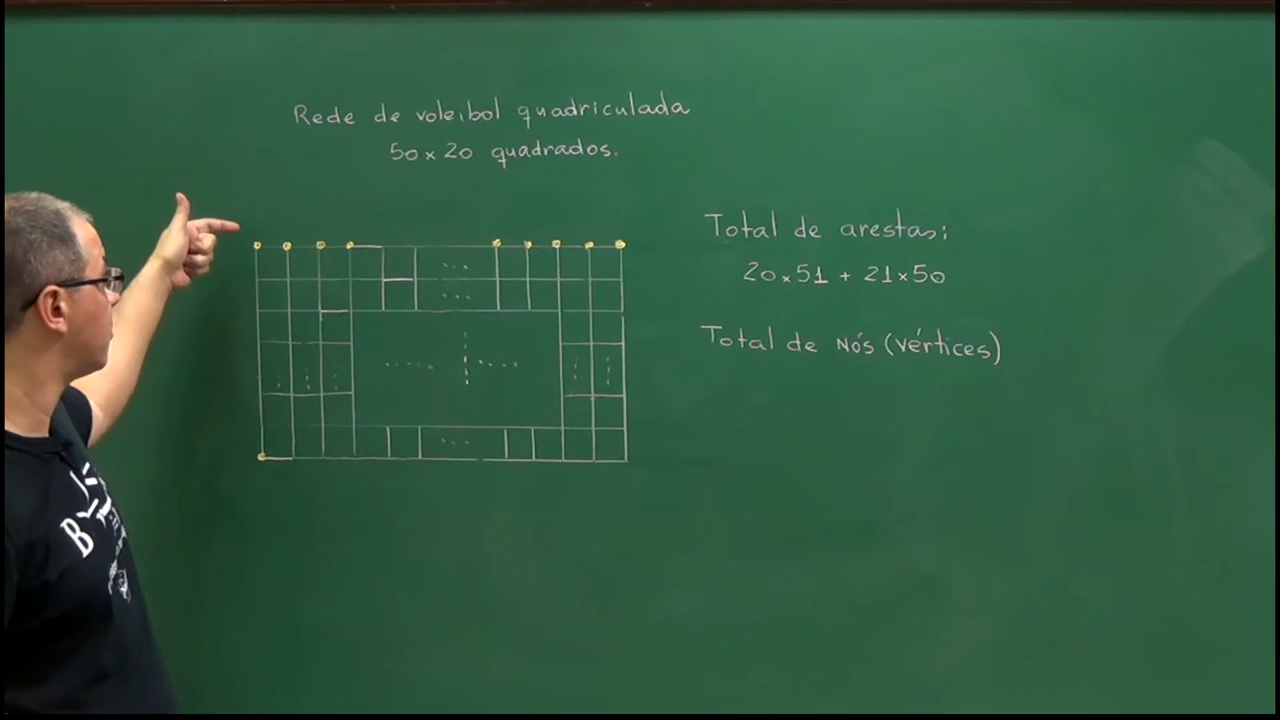 Rede de voleibol quadriculada
50 x 20 quadrados.
Total de arestas:
20 x 51 + 21 x 50
Total de nós (vértices)